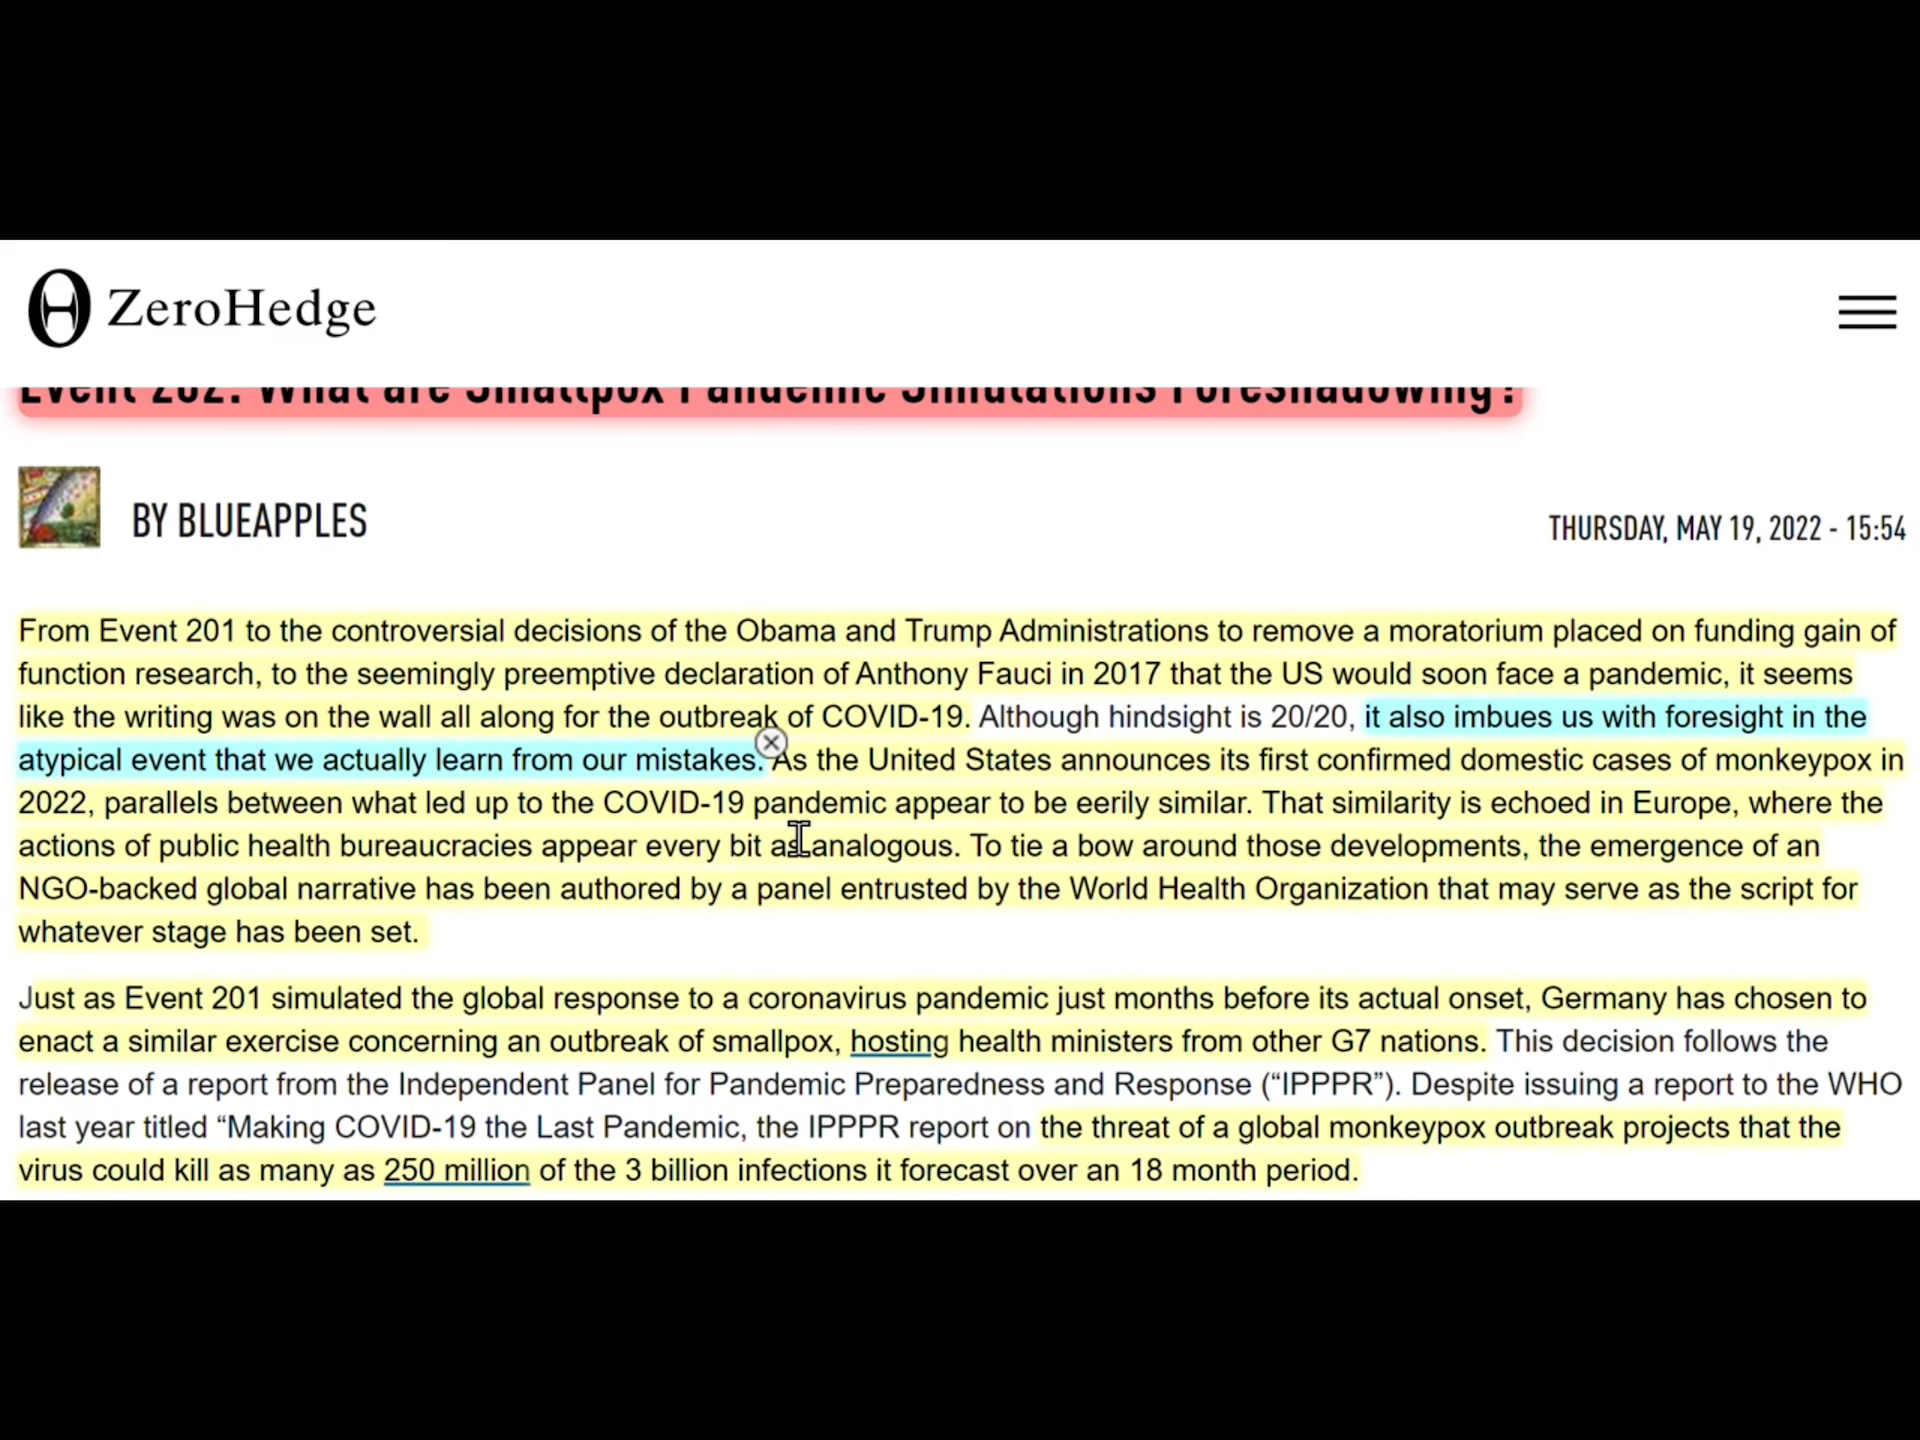 ZeroHedge
Event 202: What are Smallpox Pandemic Simulations Foreshadowing?
BY BLUEAPPLES
THURSDAY, MAY 19, 2022 - 15:54
From Event 201 to the controversial decisions of the Obama and Trump Administrations to remove a moratorium placed on funding gain of
function research, to the seemingly preemptive declaration of Anthony Fauci in 2017 that the US would soon face a pandemic, it seems
like the writing was on the wall all along for the outbreak of COVID-19. Although hindsight is 20/20, it also imbues us with foresight in the
atypical event that we actually learn from our mistakes. As the United States announces its first confirmed domestic cases of monkeypox in
2022, parallels between what led up to the COVID-19 pandemic appear to be eerily similar. That similarity is echoed in Europe, where the
actions of public health bureaucracies appear every bit as analogous. To tie a bow around those developments, the emergence of an
NGO-backed global narrative has been authored by a panel entrusted by the World Health Organization that may serve as the script for
whatever stage has been set.
Just as Event 201 simulated the global response to a coronavirus pandemic just months before its actual onset, Germany has chosen to
enact a similar exercise concerning an outbreak of smallpox, hosting health ministers from other G7 nations. This decision follows the
release of a report from the Independent Panel for Pandemic Preparedness and Response (“IPPPR”). Despite issuing a report to the WHO
last year titled “Making COVID-19 the Last Pandemic, the IPPPR report on the threat of a global monkeypox outbreak projects that the
virus could kill as many as 250 million of the 3 billion infections it forecast over an 18 month period.